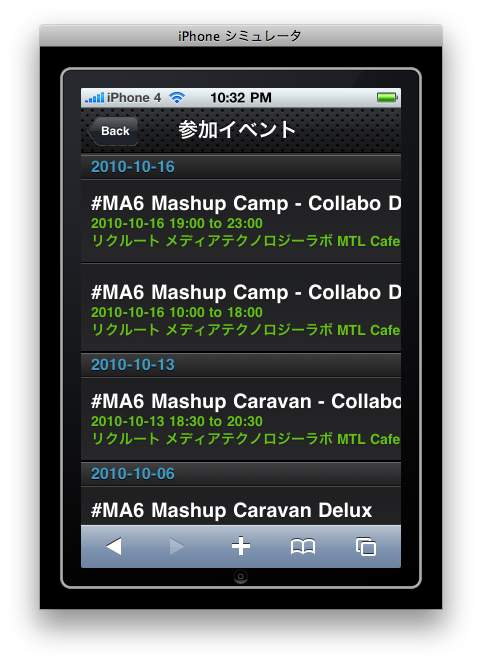 iPhone シミュレータ
iPhone 4 10:32 PM
Back 参加イベント
2010-10-16
#MA6 Mashup Camp - Collabo D
2010-10-16 19:00 to 23:00
リクルート メディアテクノロジーラボ MTL Cafe
#MA6 Mashup Camp - Collabo D
2010-10-16 10:00 to 18:00
リクルート メディアテクノロジーラボ MTL Cafe
2010-10-13
#MA6 Mashup Caravan - Collabo
2010-10-13 18:30 to 20:30
リクルート メディアテクノロジーラボ MTL Cafe
2010-10-06
#MA6 Mashup Caravan Delux